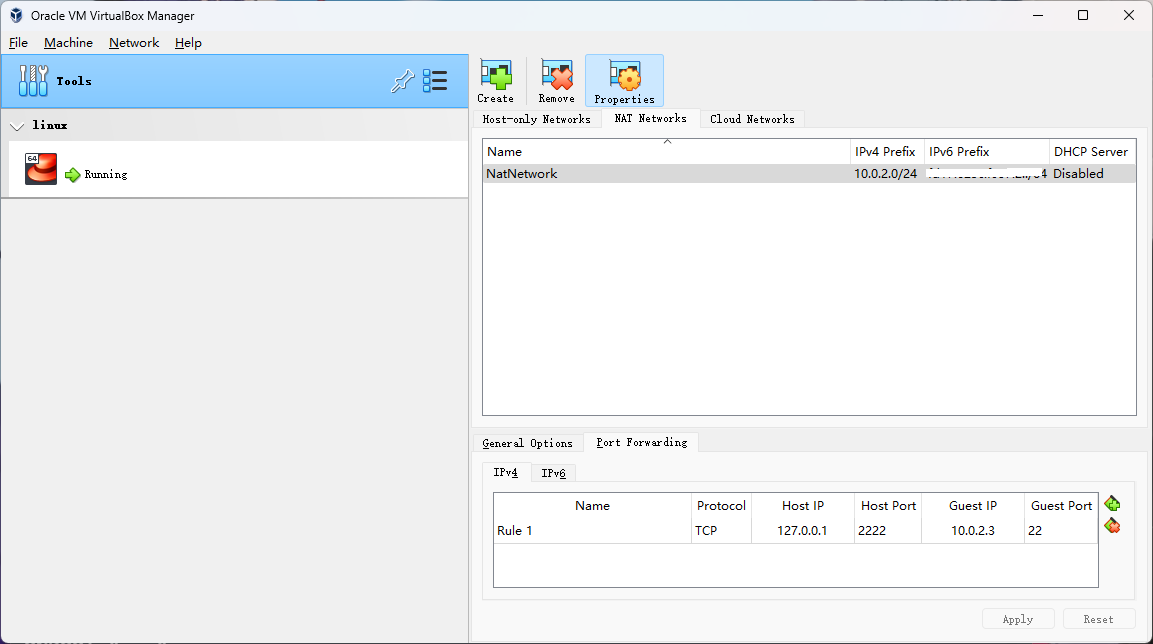 Oracle VM VirtualBox Manager
File Machine Network Help
Tools
linux
64
Running
Create Remove Properties
Host-only Networks NAT Networks Cloud Networks
Name IPv4 Prefix IPv6 Prefix DHCP Server
NatNetwork 10.0.2.0/24 Disabled
General Options Port Forwarding
IPv4 IPv6
Name Protocol Host IP Host Port Guest IP Guest Port
Rule 1 TCP 127.0.0.1 2222 10.0.2.3 22
Apply Reset